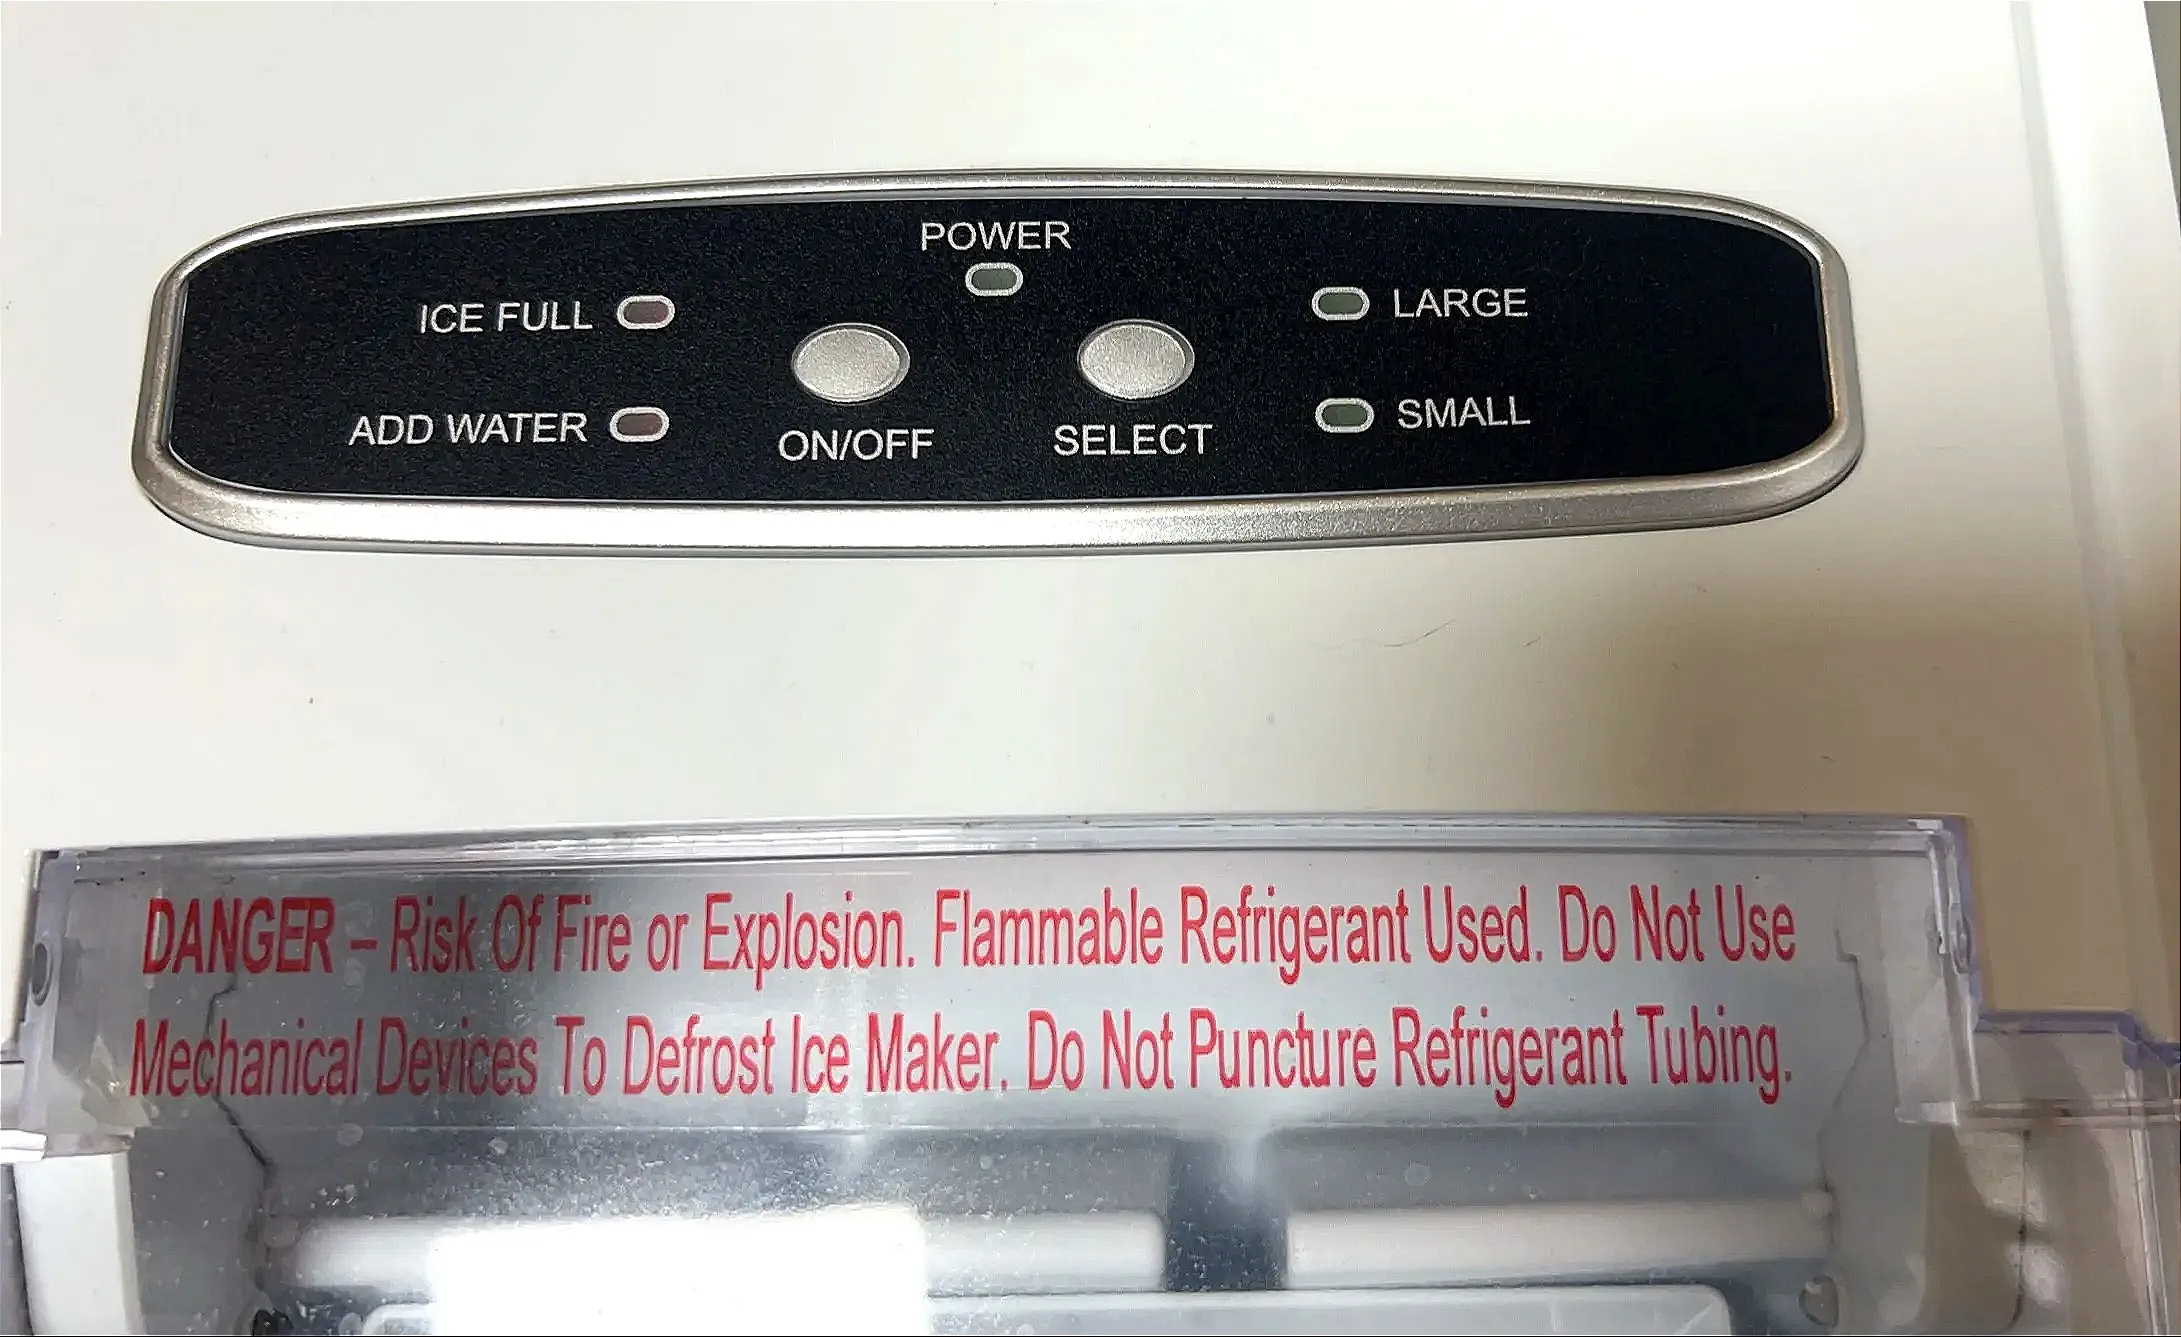 POWER
ICE FULL
LARGE
ADD WATER
SMALL
ON/OFF
SELECT
DANGER – Risk Of Fire or Explosion. Flammable Refrigerant Used. Do Not Use
Mechanical Devices To Defrost Ice Maker. Do Not Puncture Refrigerant Tubing.